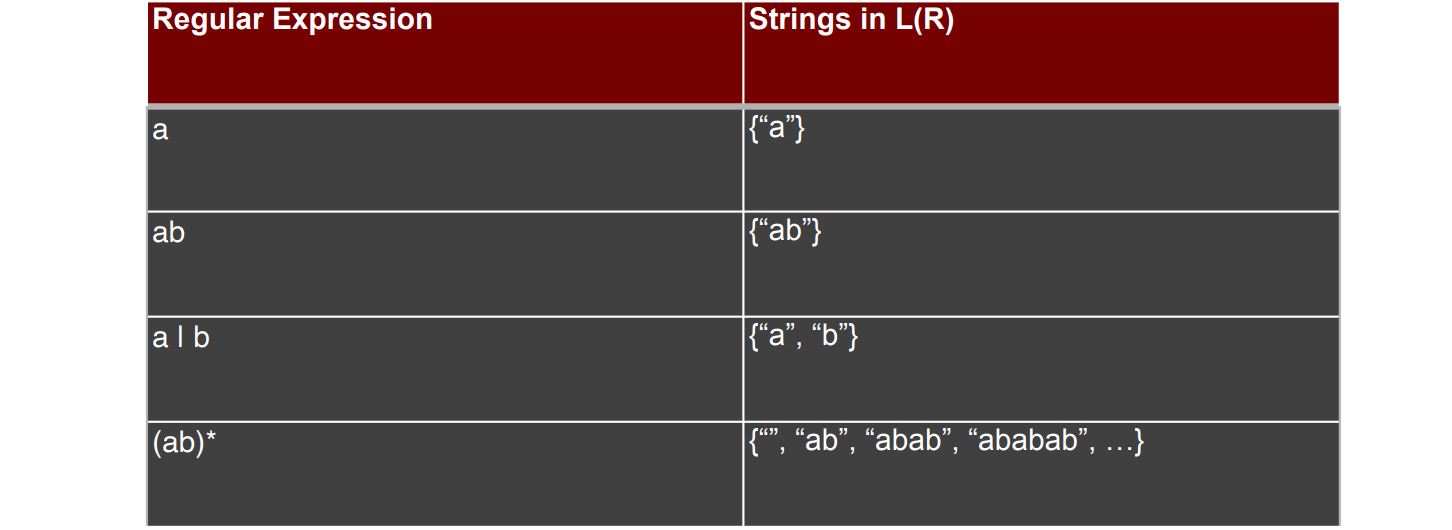 Regular Expression Strings in L(R)
a {“a”}
ab {“ab”}
a | b {“a”, “b”}
(ab)* {“”, “ab”, “abab”, “ababab”, …}